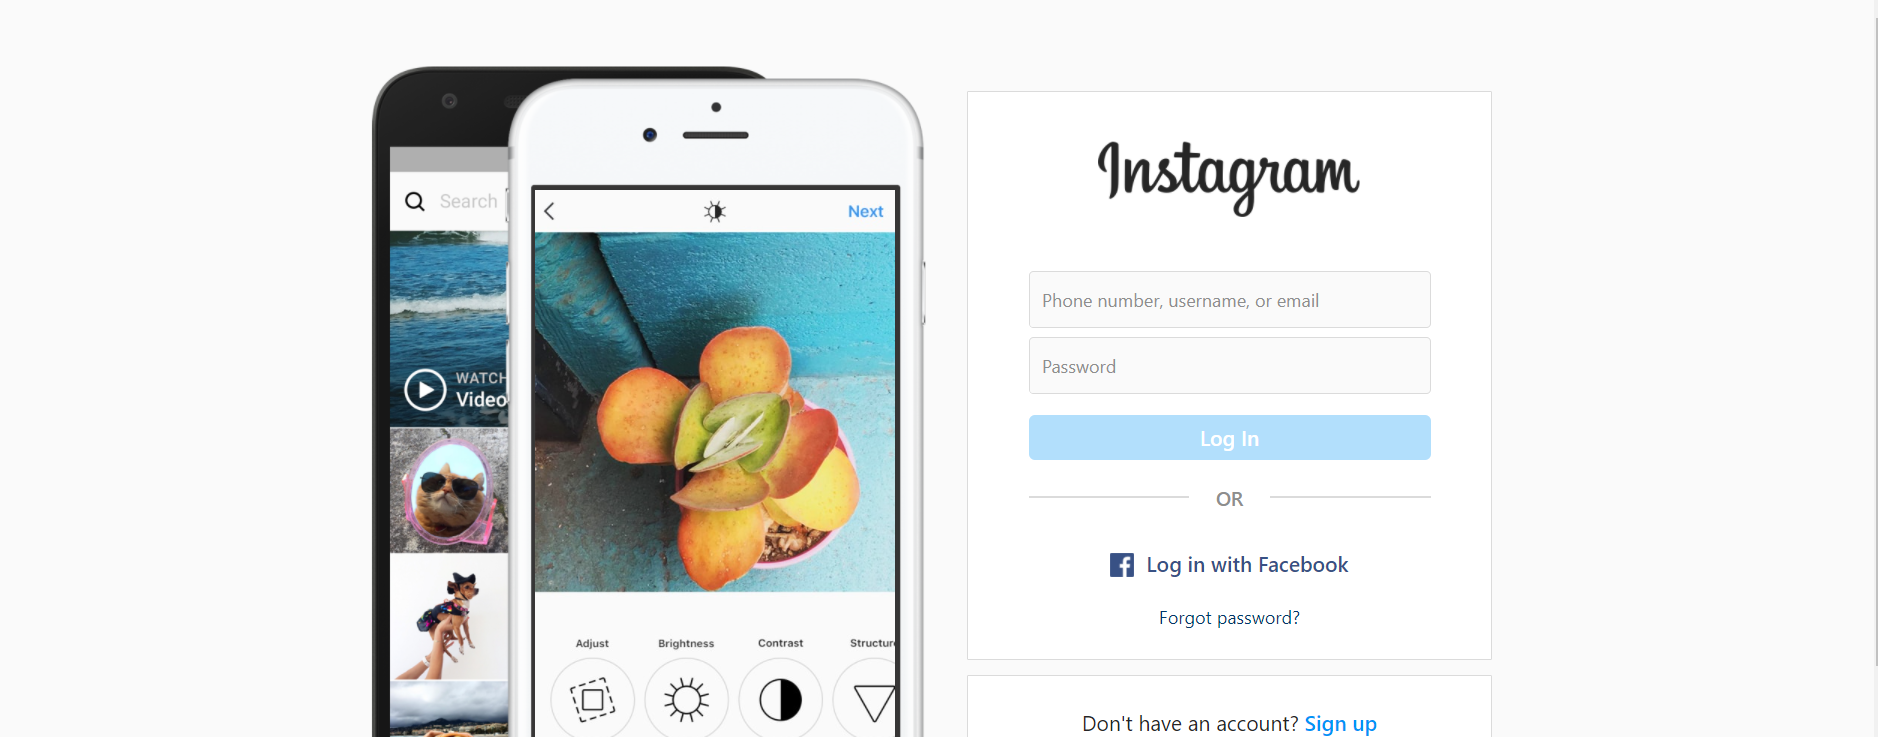 Search
WATCH
Video
Next
Adjust
Brightness
Contrast
Structur
Instagram
Phone number, username, or email
Password
Log In
OR
Log in with Facebook
Forgot password?
Don't have an account? Sign up